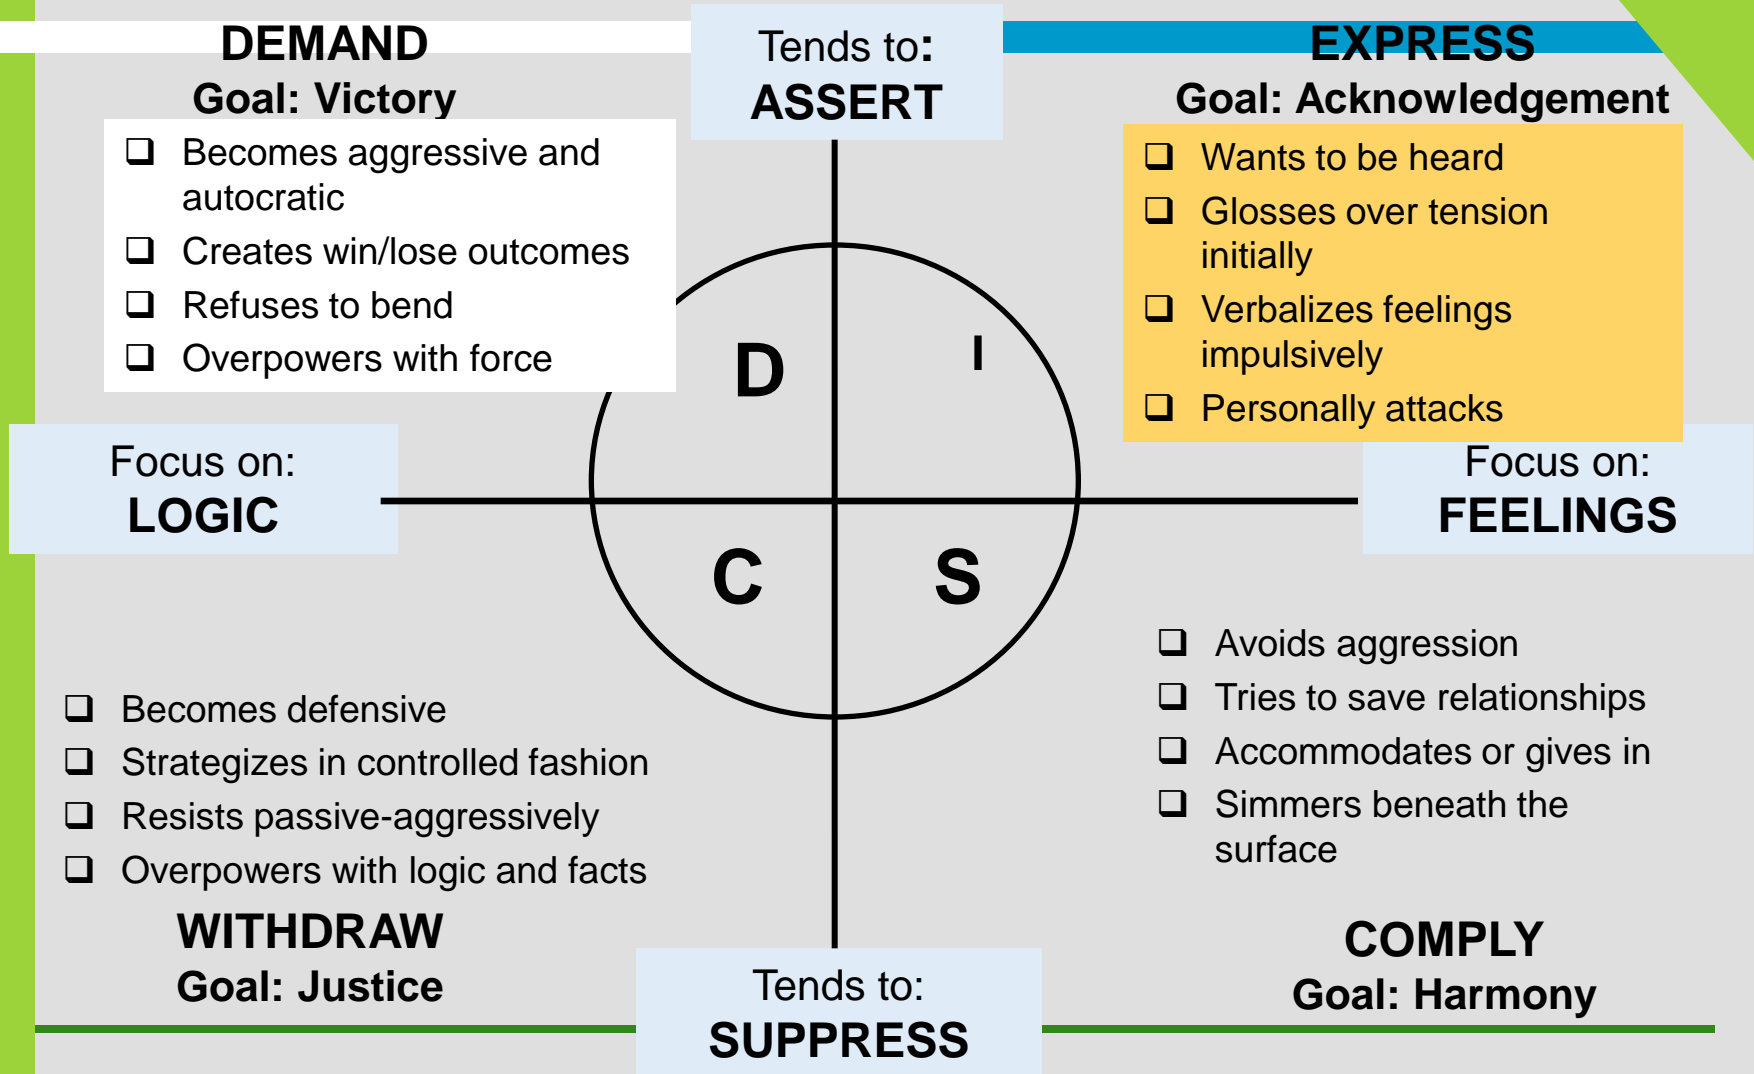 DEMAND
Goal: Victory
❑ Becomes aggressive and
autocratic
❑ Creates win/lose outcomes
❑ Refuses to bend
❑ Overpowers with force
Tends to:
ASSERT
EXPRESS
Goal: Acknowledgement
❑ Wants to be heard
❑ Glosses over tension
initially
❑ Verbalizes feelings
impulsively
❑ Personally attacks
D
I
Focus on:
LOGIC
Focus on:
FEELINGS
C
S
❑ Becomes defensive
❑ Strategizes in controlled fashion
❑ Resists passive-aggressively
❑ Overpowers with logic and facts
WITHDRAW
Goal: Justice
❑ Avoids aggression
❑ Tries to save relationships
❑ Accommodates or gives in
❑ Simmers beneath the
surface
COMPLY
Goal: Harmony
Tends to:
SUPPRESS